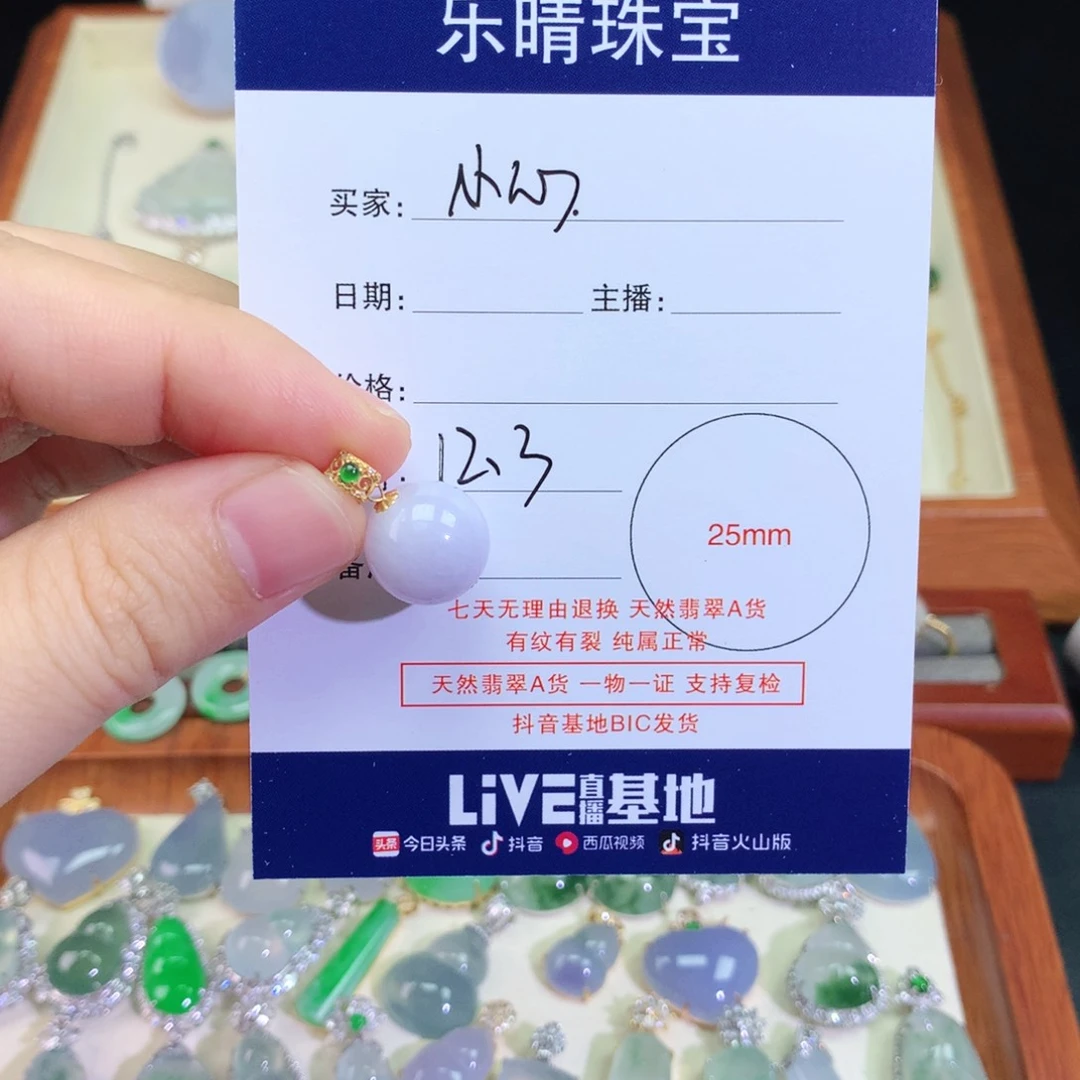 乐晴珠宝
买家:
日期: 主播:
价格:
12.3
25mm
七天无理由退换 天然翡翠A货
有纹有裂 纯属正常
天然翡翠A货 一物一证 支持复检
抖音基地BIC发货
LiVE直播基地
头条 今日头条 抖音 西瓜视频 抖音火山版